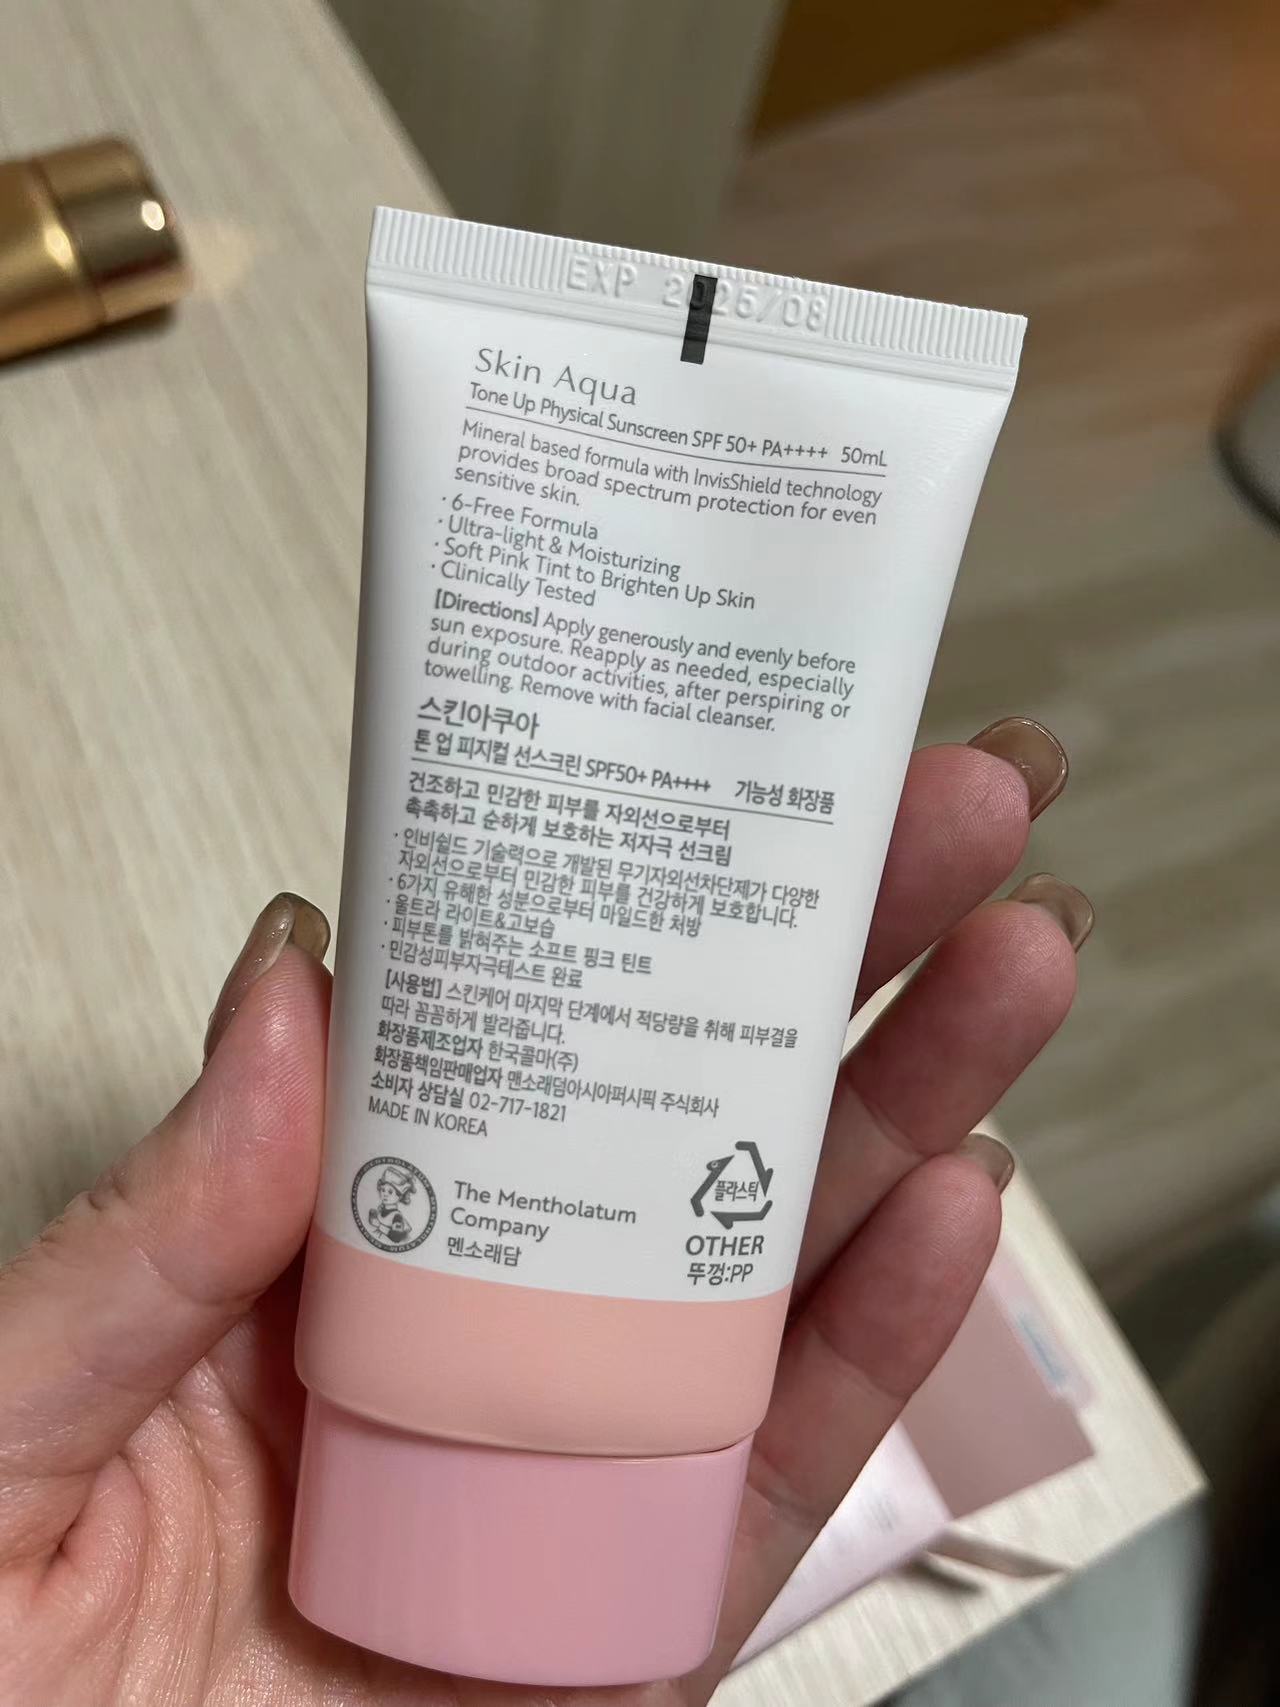 EXP 2025/08
Skin Aqua
Tone Up Physical Sunscreen SPF 50+ PA++++ 50mL
Mineral based formula with InvisShield technology
provides broad spectrum protection for even
sensitive skin.
· 6-Free Formula
· Ultra-light & Moisturizing
· Soft Pink Tint to Brighten Up Skin
· Clinically Tested
[Directions] Apply generously and evenly before
sun exposure. Reapply as needed, especially
during outdoor activities, after perspiring or
towelling. Remove with facial cleanser.
스킨아쿠아
톤 업 피지컬 선스크린 SPF50+ PA++++ 기능성 화장품
건조하고 민감한 피부를 자외선으로부터
촉촉하고 순하게 보호하는 저자극 선크림
· 인비쉴드 기술력으로 개발된 무기자외선차단제가 다양한
자외선으로부터 민감한 피부를 건강하게 보호합니다.
· 6가지 유해한 성분으로부터 마일드한 처방
· 울트라 라이트&고보습
· 피부톤를 밝혀주는 소프트 핑크 틴트
· 민감성피부자극테스트 완료
[사용법] 스킨케어 마지막 단계에서 적당량을 취해 피부결을
따라 꼼꼼하게 발라줍니다.
화장품제조업자 한국콜마(주)
화장품책임판매업자 맨소래덤아시아퍼시픽 주식회사
소비자 상담실 02-717-1821
MADE IN KOREA
The Mentholatum
Company
멘소래담
플라스틱
OTHER
뚜껑:PP